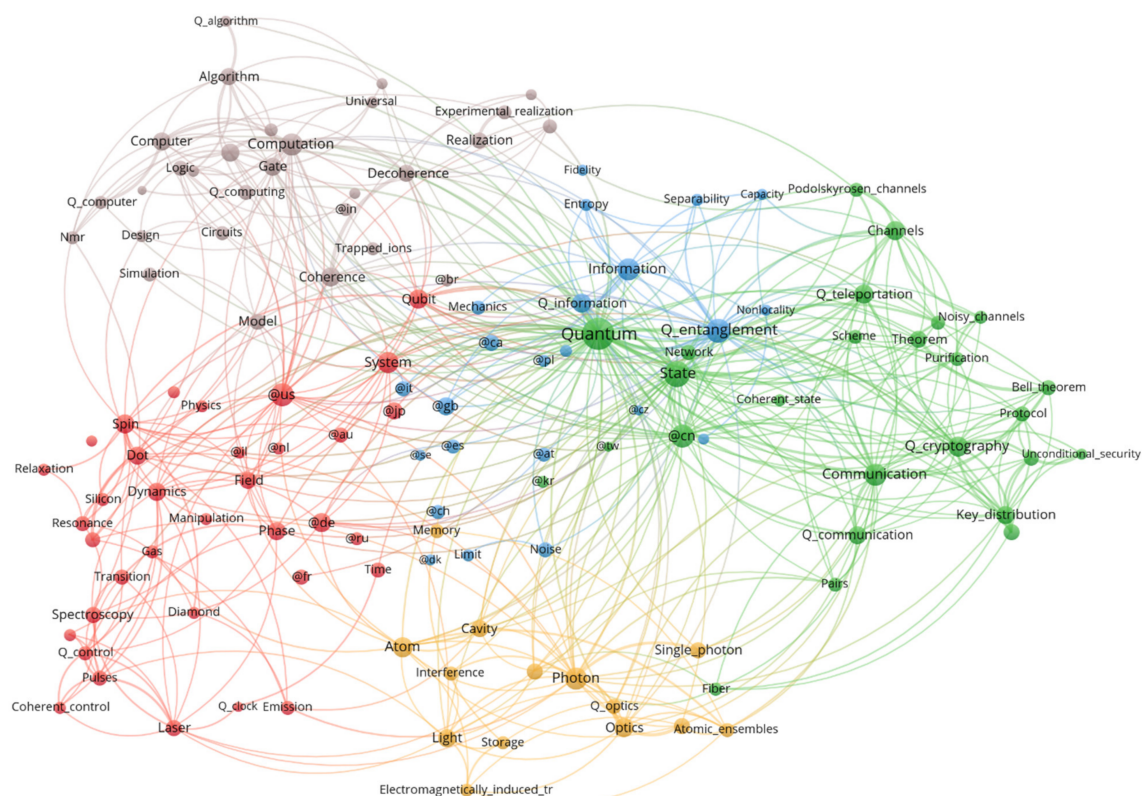 Q_algorithm
Algorithm
Universal
Experimental_realization
Computer
Computation
Realization
Logic
Gate
Decoherence
Fidelity
Q_computing
Q_computer
@in
Entropy
Separability
Capacity
Podolskyrosen_channels
Nmr
Design
Circuits
Channels
Trapped_ions
Simulation
Coherence
@br
Information
Qubit
Mechanics
Q_information
Q_teleportation
Nonlocality
Model
Quantum
Q_entanglement
Noisy_channels
@ca
Network
Scheme
Theorem
@pl
Purification
System
State
@it
Bell_theorem
@us
Physics
@jp
@gb
@cz
Coherent_state
Protocol
Spin
@au
@cn
@il
@nl
@es
@tw
Q_cryptography
Dot
@se
@at
Unconditional_security
Relaxation
Field
@kr
Communication
Silicon
Dynamics
@ch
Key_distribution
Resonance
Manipulation
Phase
@de
Memory
@ru
Q_communication
Gas
@dk
Limit
Noise
Transition
@fr
Time
Pairs
Spectroscopy
Diamond
Cavity
Q_control
Atom
Single_photon
Pulses
Interference
Photon
Fiber
Coherent_control
Q_clock
Emission
Q_optics
Laser
Optics
Atomic_ensembles
Light
Storage
Electromagnetically_induced_tr